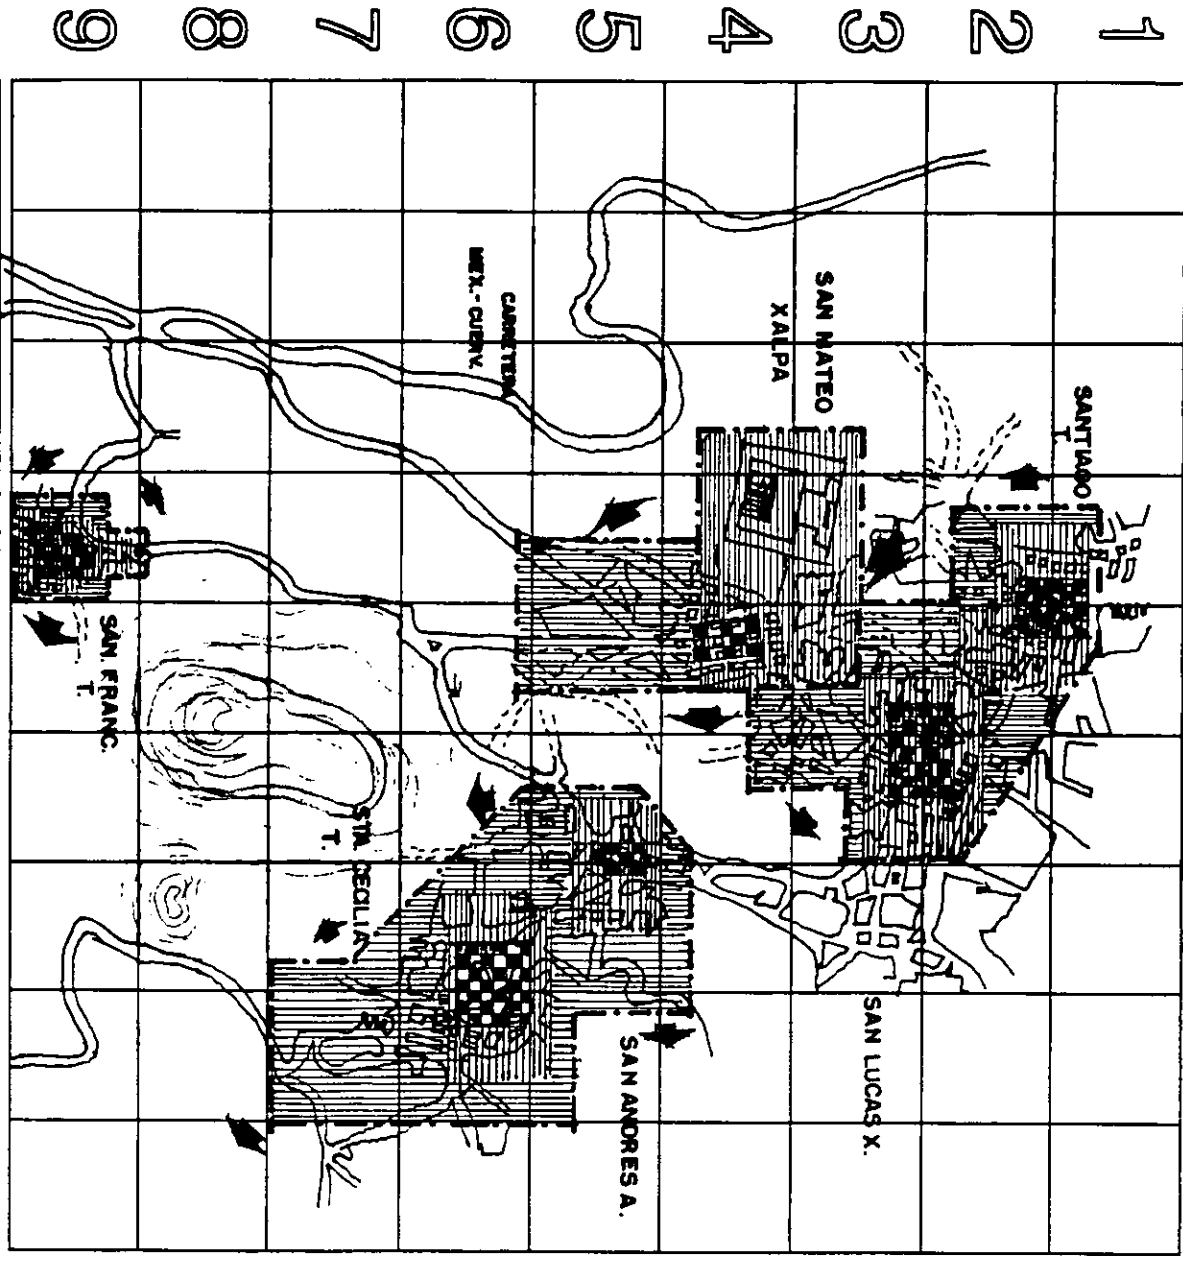 1
2
3
4
5
6
7
8
9
SANTIAGO
T.
SAN MATEO
XALPA
CARRETERA
MEX.-CUERV.
SAN LUCAS X.
SAN ANDRES A.
STA. CECILIA
T.
SAN. FRANC.
T.